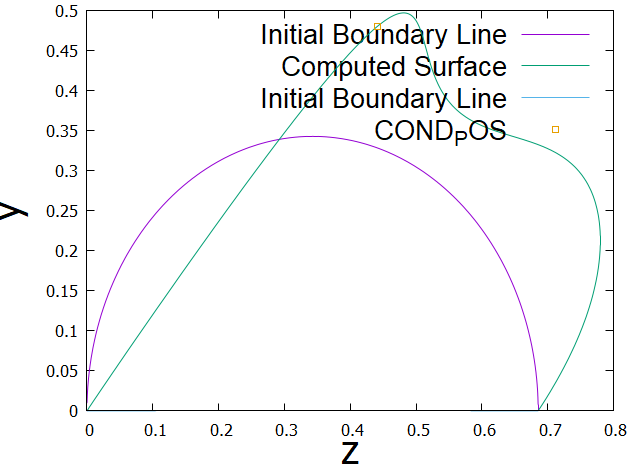 0.5
0.45
0.4
0.35
0.3
0.25
0.2
0.15
0.1
0.05
0
y
Initial Boundary Line
Computed Surface
Initial Boundary Line
COND_POS
0 0.1 0.2 0.3 0.4 0.5 0.6 0.7 0.8
z